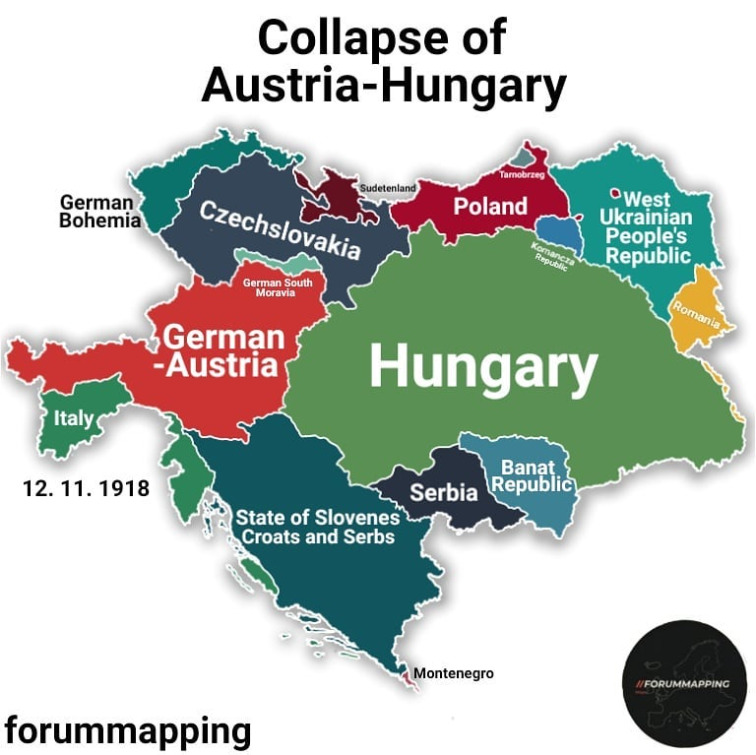 Collapse of
Austria-Hungary
Sudetenland
Tarnobrzeg
German
Bohemia
Czechslovakia
Poland
West
Ukrainian
People's
Republic
Komancza
Republic
German South
Moravia
Romania
German
-Austria
Hungary
Italy
12. 11. 1918
Serbia
Banat
Republic
State of Slovenes
Croats and Serbs
Montenegro
//FORUMMAPPING
forummapping